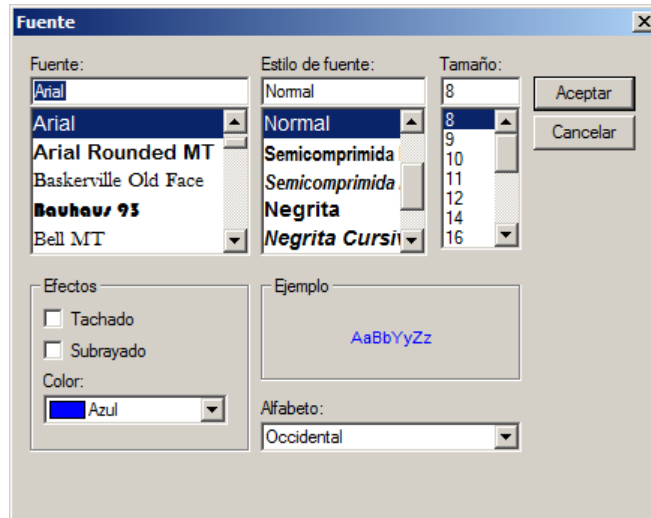 Fuente
Fuente:
Arial
Arial
Arial Rounded MT
Baskerville Old Face
Bauhaus 93
Bell MT
Estilo de fuente:
Normal
Normal
Semicomprimida
Semicomprimida
Negrita
Negrita Cursi
Tamaño:
8
8
9
10
11
12
14
16
Aceptar
Cancelar
Efectos
Tachado
Subrayado
Color:
Azul
Ejemplo
AaBbYyZz
Alfabeto:
Occidental